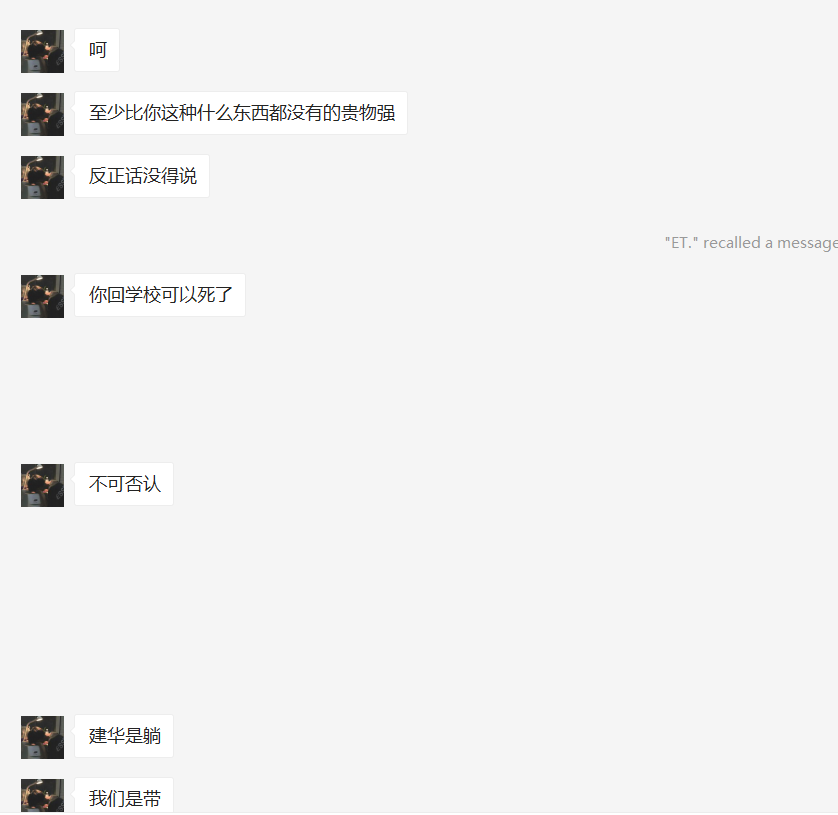 呵
至少比你这种什么东西都没有的贵物强
反正话没得说
"ET." recalled a message
你回学校可以死了
不可否认
建华是躺
我们是带